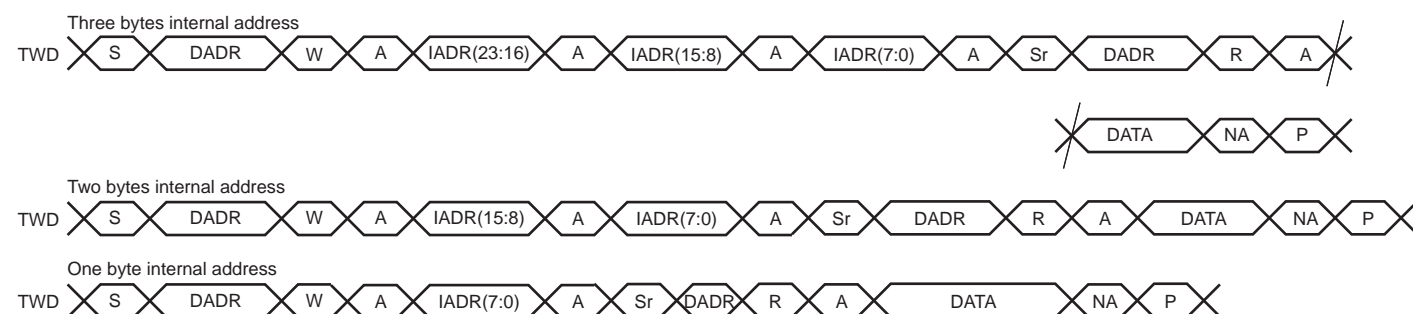 Three bytes internal address
TWD S DADR W A IADR(23:16) A IADR(15:8) A IADR(7:0) A Sr DADR R A
DATA NA P
Two bytes internal address
TWD S DADR W A IADR(15:8) A IADR(7:0) A Sr DADR R A DATA NA P
One byte internal address
TWD S DADR W A IADR(7:0) A Sr DADR R A DATA NA P